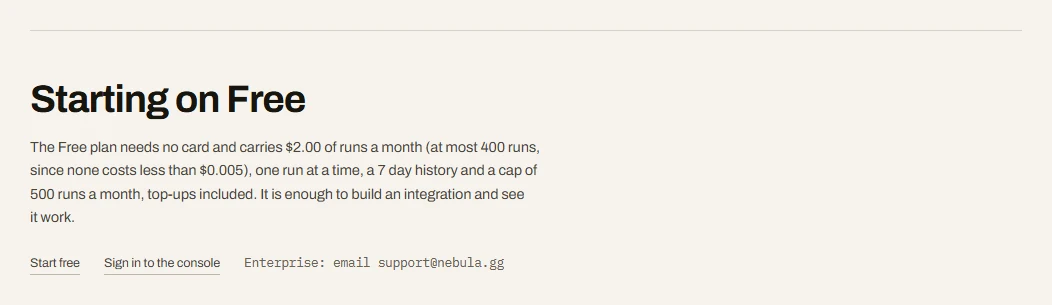 Starting on Free
The Free plan needs no card and carries $2.00 of runs a month (at most 400 runs,
since none costs less than $0.005), one run at a time, a 7 day history and a cap of
500 runs a month, top-ups included. It is enough to build an integration and see
it work.
Start free Sign in to the console Enterprise: email support@nebula.gg